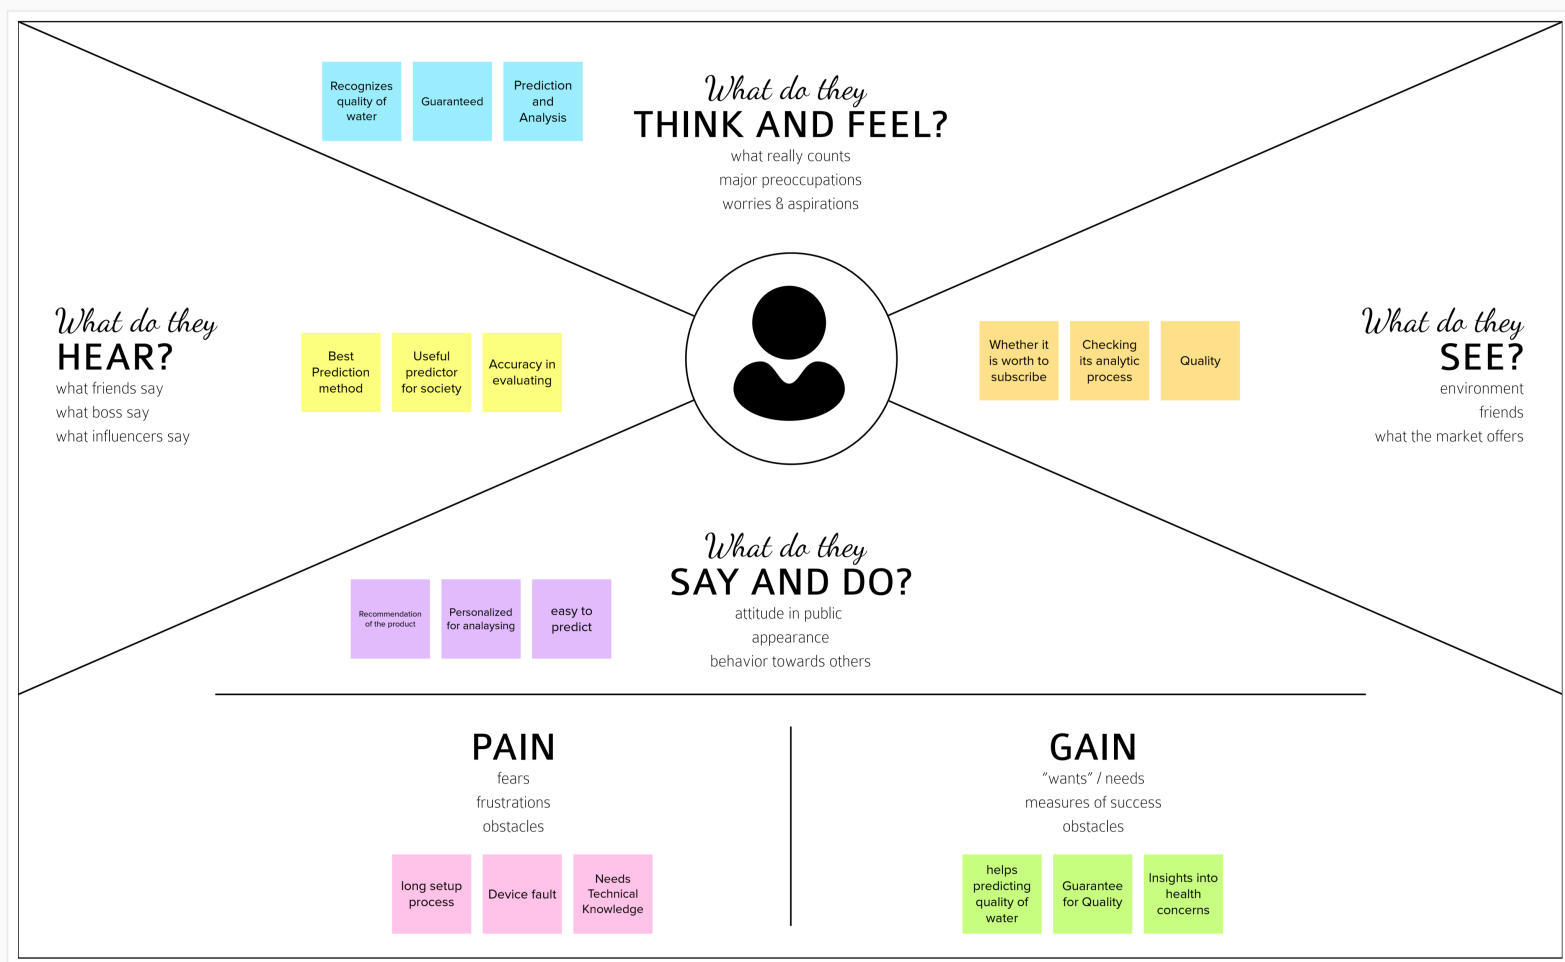 What do they
THINK AND FEEL?
what really counts
major preoccupations
worries & aspirations
Recognizes
quality of
water
Guaranteed
Prediction
and
Analysis
What do they
HEAR?
what friends say
what boss say
what influencers say
Best
Prediction
method
Useful
predictor
for society
Accuracy in
evaluating
What do they
SEE?
environment
friends
what the market offers
Whether it
is worth to
subscribe
Checking
its analytic
process
Quality
What do they
SAY AND DO?
attitude in public
appearance
behavior towards others
Recommendation
of the product
Personalized
for analaysing
easy to
predict
PAIN
fears
frustrations
obstacles
long setup
process
Device fault
Needs
Technical
Knowledge
GAIN
“wants” / needs
measures of success
obstacles
helps
predicting
quality of
water
Guarantee
for Quality
Insights into
health
concerns